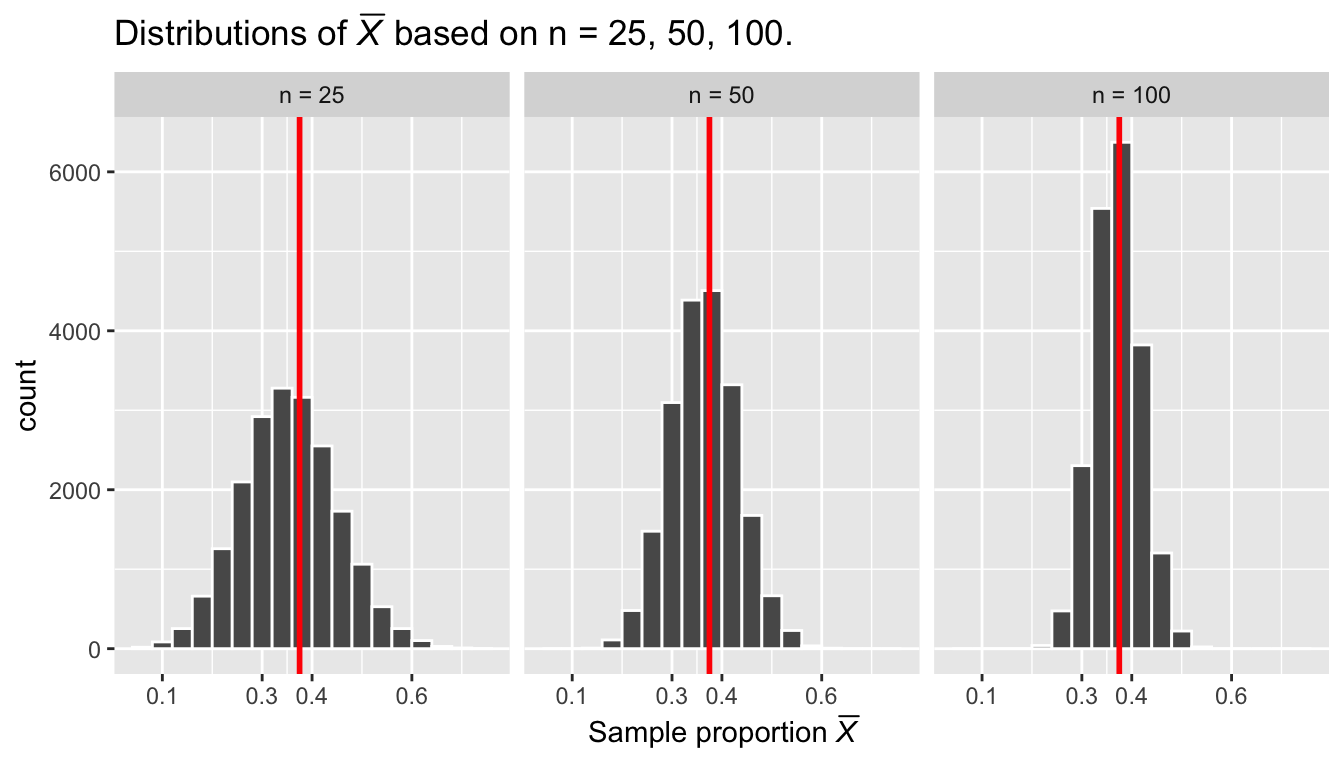 Distributions of X̅ based on n = 25, 50, 100.
n = 25 n = 50 n = 100
6000
4000
2000
0
count
0.1 0.3 0.4 0.6 0.1 0.3 0.4 0.6 0.1 0.3 0.4 0.6
Sample proportion X̅